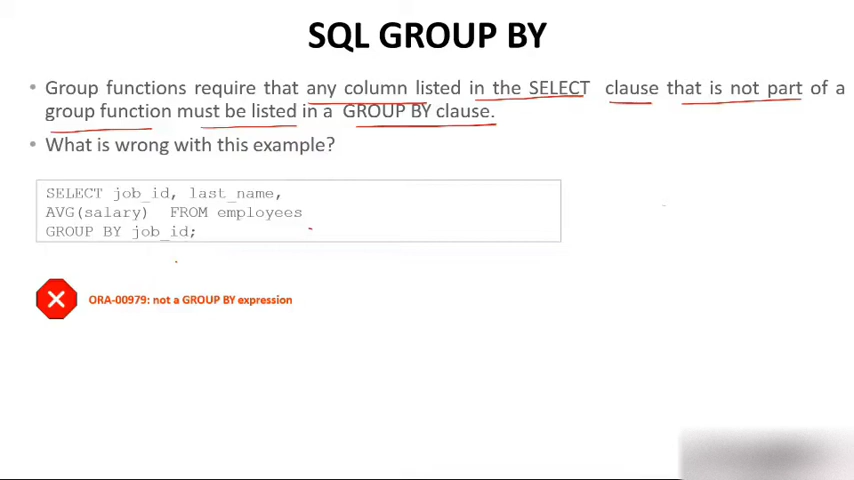 SQL GROUP BY
• Group functions require that any column listed in the SELECT clause that is not part of a
group function must be listed in a GROUP BY clause.
• What is wrong with this example?
SELECT job_id, last_name,
AVG(salary) FROM employees
GROUP BY job_id;
ORA-00979: not a GROUP BY expression